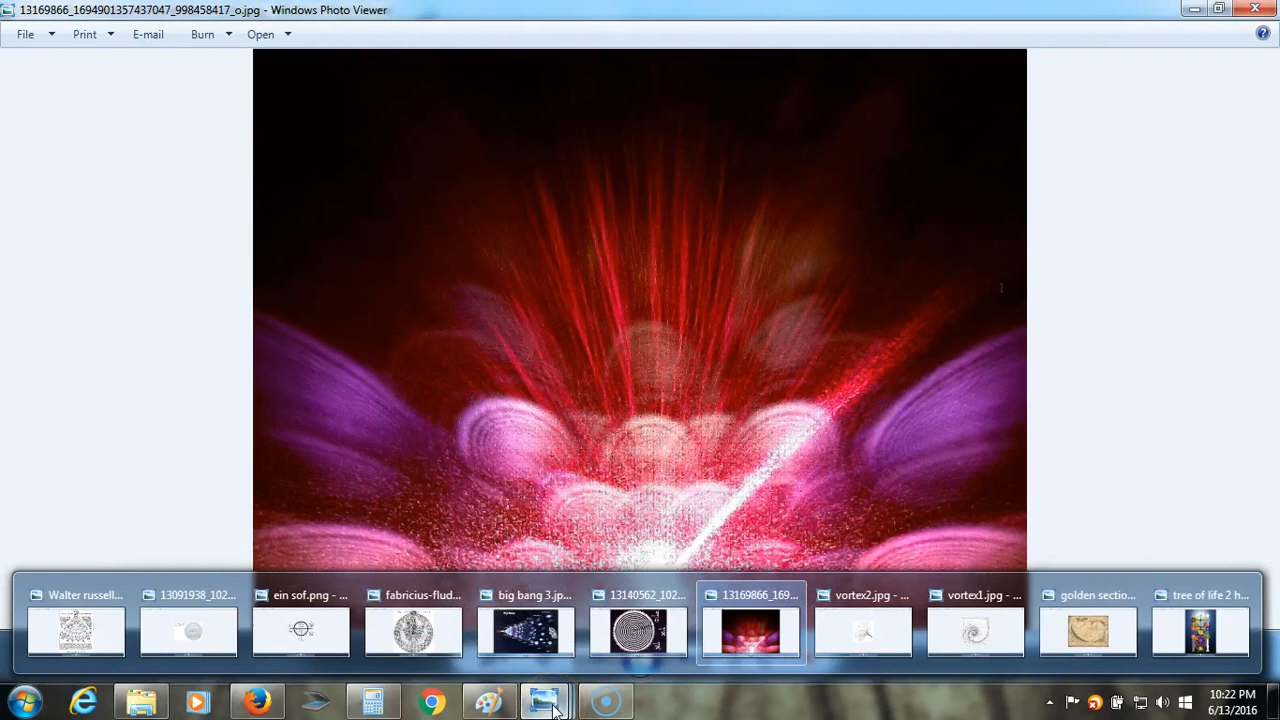 13169866_1694901357437047_998458417_o.jpg - Windows Photo Viewer
File Print E-mail Burn Open
Walter russell... 13091938_102... ein sof.png - ... fabricius-flud... big bang 3.jp... 13140562_102... 13169866_169... vortex2.jpg - ... vortex1.jpg - ... golden sectio... tree of life 2 h...
10:22 PM
6/13/2016